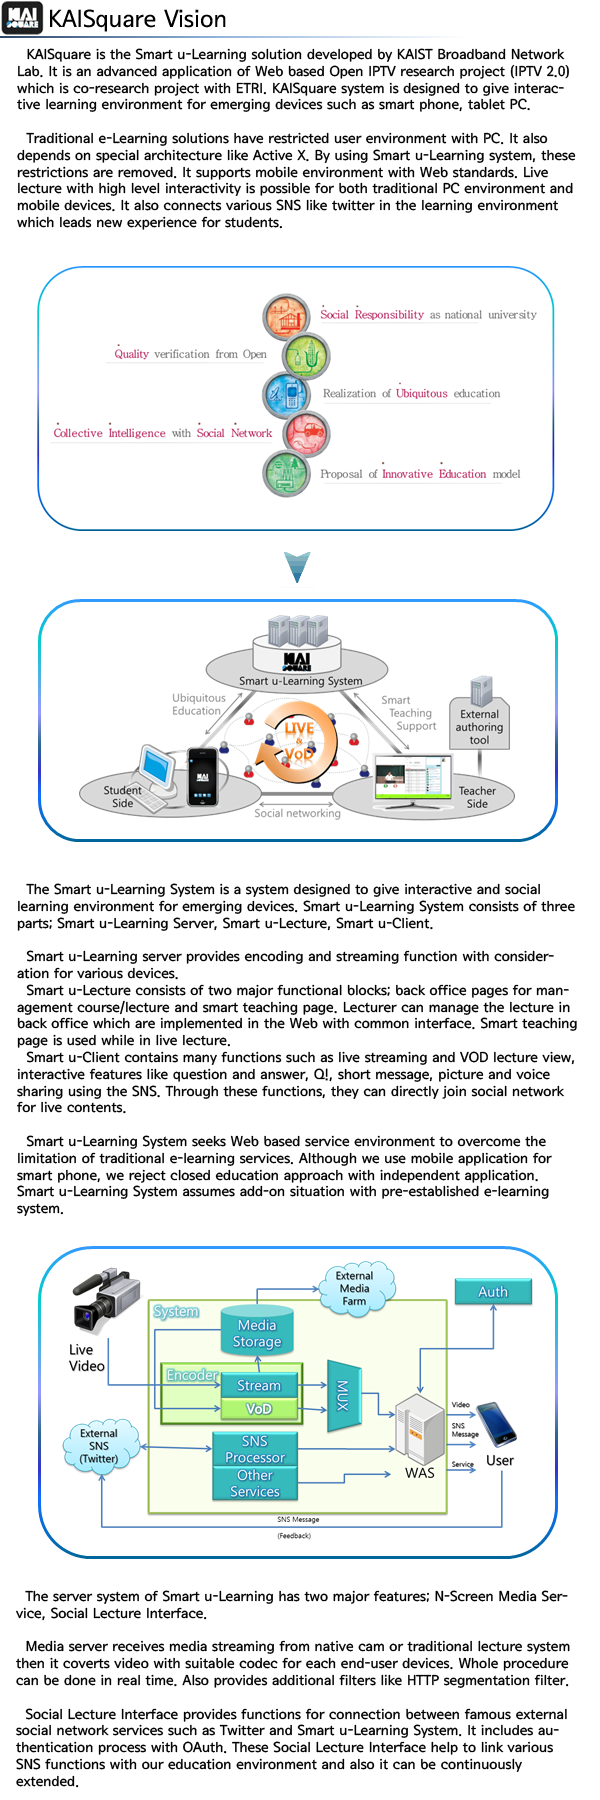 KAI SQUARE KAISquare Vision
KAISquare is the Smart u-Learning solution developed by KAIST Broadband Network
Lab. It is an advanced application of Web based Open IPTV research project (IPTV 2.0)
which is co-research project with ETRI. KAISquare system is designed to give interac-
tive learning environment for emerging devices such as smart phone, tablet PC.
Traditional e-Learning solutions have restricted user environment with PC. It also
depends on special architecture like Active X. By using Smart u-Learning system, these
restrictions are removed. It supports mobile environment with Web standards. Live
lecture with high level interactivity is possible for both traditional PC environment and
mobile devices. It also connects various SNS like twitter in the learning environment
which leads new experience for students.
Social Responsibility as national university
Quality verification from Open
Realization of Ubiquitous education
Collective Intelligence with Social Network
Proposal of Innovative Education model
KAI
SQUARE
Smart u-Learning System
Ubiquitous
Education
Smart
Teaching
Support
External
authoring
tool
LIVE
&
VoD
KAI
Student
Side
Teacher
Side
Social networking
The Smart u-Learning System is a system designed to give interactive and social
learning environment for emerging devices. Smart u-Learning System consists of three
parts; Smart u-Learning Server, Smart u-Lecture, Smart u-Client.
Smart u-Learning server provides encoding and streaming function with consider-
ation for various devices.
Smart u-Lecture consists of two major functional blocks; back office pages for man-
agement course/lecture and smart teaching page. Lecturer can manage the lecture in
back office which are implemented in the Web with common interface. Smart teaching
page is used while in live lecture.
Smart u-Client contains many functions such as live streaming and VOD lecture view,
interactive features like question and answer, Q!, short message, picture and voice
sharing using the SNS. Through these functions, they can directly join social network
for live contents.
Smart u-Learning System seeks Web based service environment to overcome the
limitation of traditional e-learning services. Although we use mobile application for
smart phone, we reject closed education approach with independent application.
Smart u-Learning System assumes add-on situation with pre-established e-learning
system.
External
Media
Farm
Auth
System
Media
Storage
Live
Video
Encoder
Stream
VoD
MUX
External
SNS
(Twitter)
SNS
Processor
Other
Services
WAS
Video
SNS
Message
Service
User
SNS Message
(Feedback)
The server system of Smart u-Learning has two major features; N-Screen Media Ser-
vice, Social Lecture Interface.
Media server receives media streaming from native cam or traditional lecture system
then it coverts video with suitable codec for each end-user devices. Whole procedure
can be done in real time. Also provides additional filters like HTTP segmentation filter.
Social Lecture Interface provides functions for connection between famous external
social network services such as Twitter and Smart u-Learning System. It includes au-
thentication process with OAuth. These Social Lecture Interface help to link various
SNS functions with our education environment and also it can be continuously
extended.